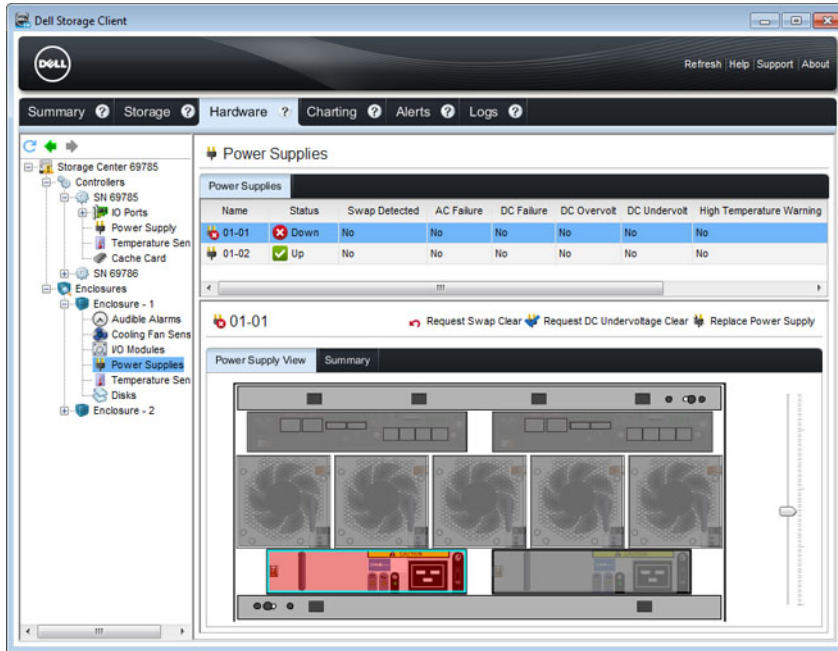 Dell Storage Client
DELL
Refresh | Help | Support | About
Summary ? Storage ? Hardware ? Charting ? Alerts ? Logs ?
Power Supplies
Storage Center 69785
Controllers
SN 69785
IO Ports
Power Supply
Temperature Sen
Cache Card
SN 69786
Enclosures
Enclosure - 1
Audible Alarms
Cooling Fan Sens
I/O Modules
Power Supplies
Temperature Sen
Disks
Enclosure - 2
Power Supplies
Name Status Swap Detected AC Failure DC Failure DC Overvolt DC Undervolt High Temperature Warning
01-01 Down No No No No No No
01-02 Up No No No No No No
01-01 Request Swap Clear Request DC Undervoltage Clear Replace Power Supply
Power Supply View Summary
CAUTION